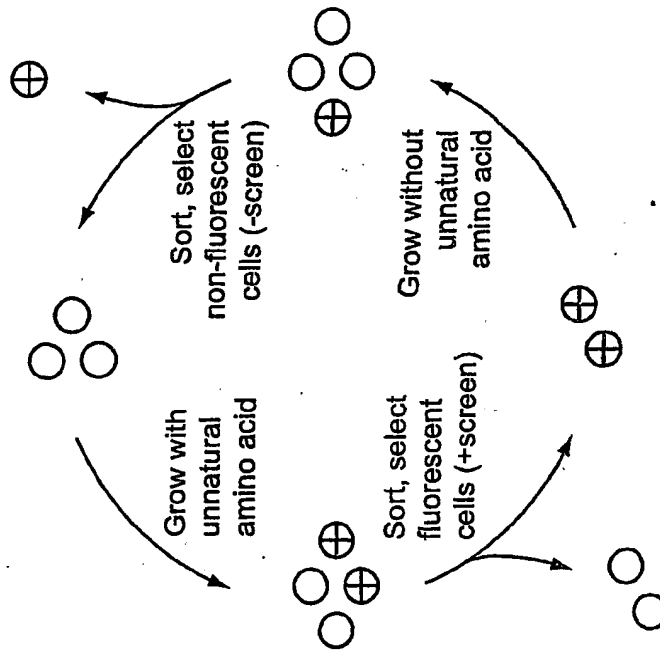 Grow with
unnatural
amino acid
Sort, select
fluorescent
cells (+screen)
Grow without
unnatural
amino acid
Sort, select
non-fluorescent
cells (-screen)